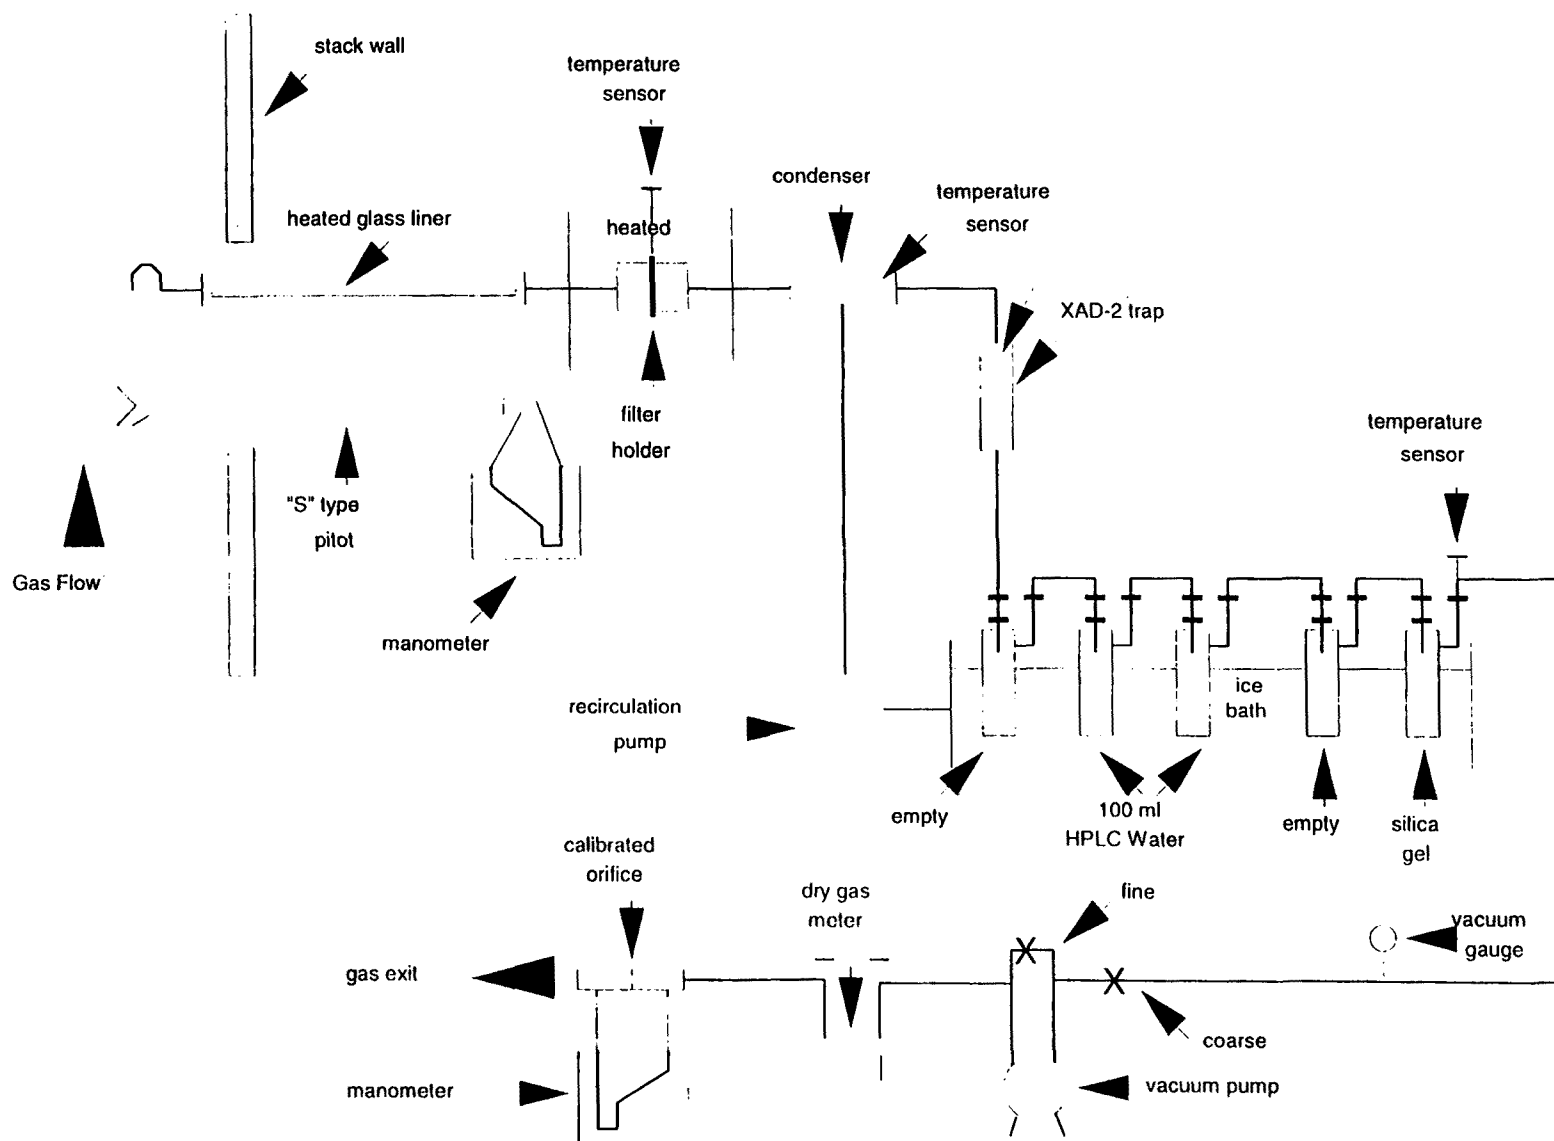 stack wall
temperature
sensor
condenser
temperature
sensor
heated glass liner
heated
XAD-2 trap
filter
holder
temperature
sensor
"S" type
pitot
Gas Flow
manometer
ice
bath
recirculation
pump
empty
100 ml
HPLC Water
empty
silica
gel
calibrated
orifice
dry gas
meter
fine
vacuum
gauge
gas exit
coarse
manometer
vacuum pump